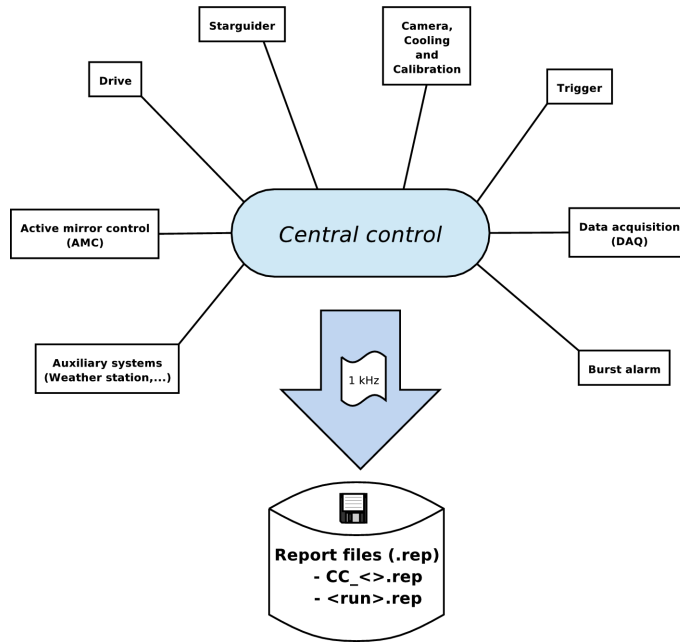 Starguider
Camera,
Cooling
and
Calibration
Drive
Trigger
Active mirror control
(AMC)
Central control
Data acquisition
(DAQ)
Auxiliary systems
(Weather station,...)
Burst alarm
1 kHz
Report files (.rep)
- CC_<>.rep
- <run>.rep